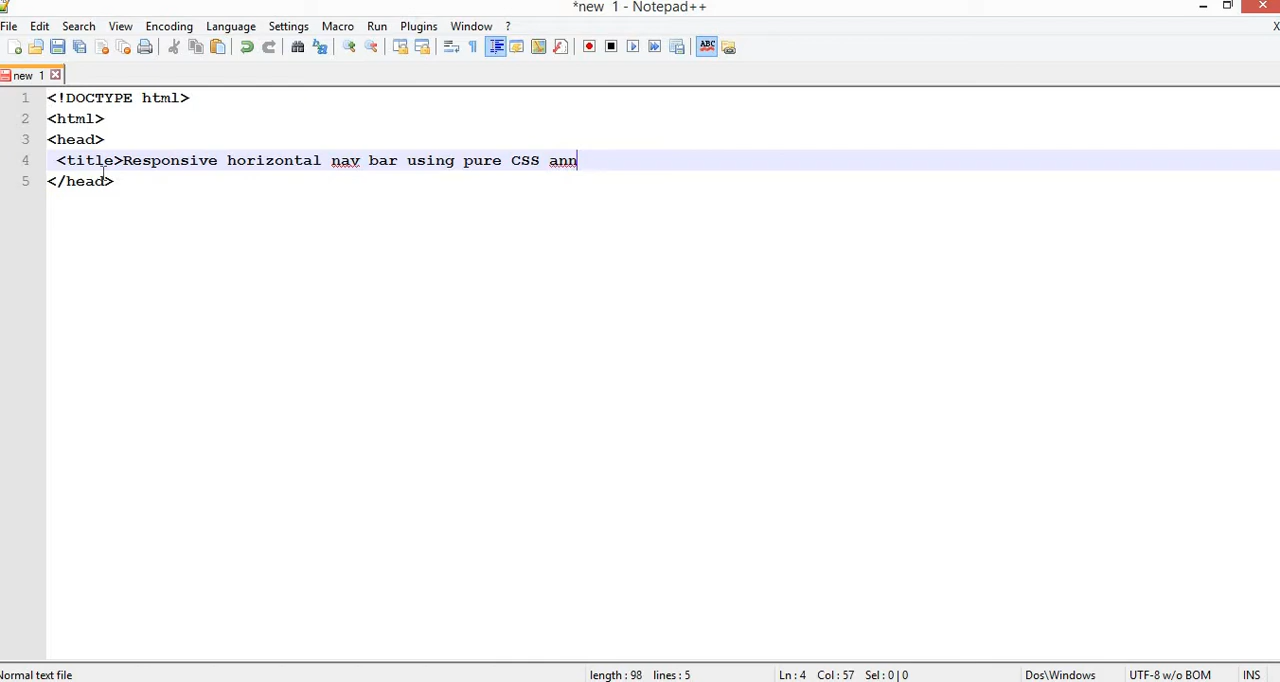 *new 1 - Notepad++
File Edit Search View Encoding Language Settings Macro Run Plugins Window ? X
ABC
new 1
1 <!DOCTYPE html>
2 <html>
3 <head>
4 <title>Responsive horizontal nav bar using pure CSS ann
5 </head>
Normal text file length : 98 lines : 5 Ln : 4 Col : 57 Sel : 0 | 0 Dos\Windows UTF-8 w/o BOM INS